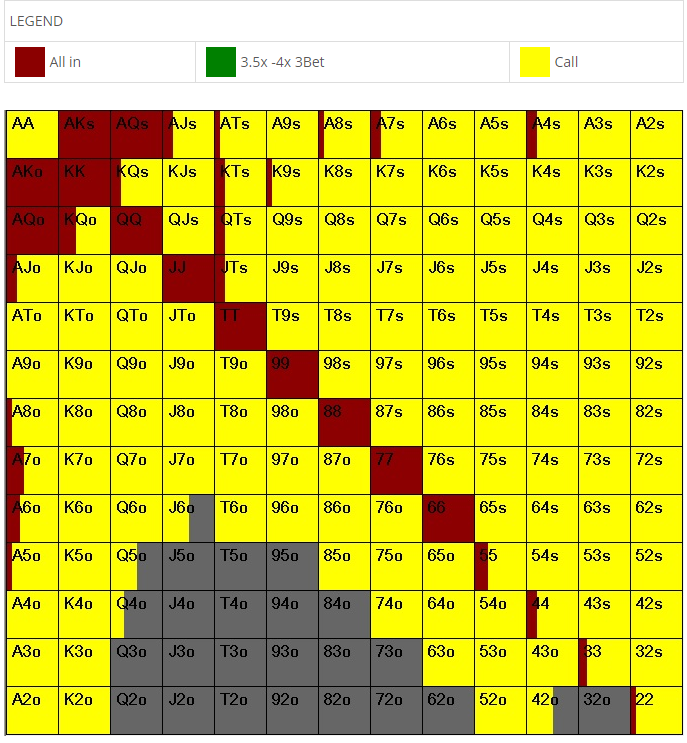 LEGEND
All in 3.5x -4x 3Bet Call
AA AKs AQs AJs ATs A9s A8s A7s A6s A5s A4s A3s A2s
AKo KK KQs KJs KTs K9s K8s K7s K6s K5s K4s K3s K2s
AQo KQo QQ QJs QTs Q9s Q8s Q7s Q6s Q5s Q4s Q3s Q2s
AJo KJo QJo JJ JTs J9s J8s J7s J6s J5s J4s J3s J2s
ATo KTo QTo JTo TT T9s T8s T7s T6s T5s T4s T3s T2s
A9o K9o Q9o J9o T9o 99 98s 97s 96s 95s 94s 93s 92s
A8o K8o Q8o J8o T8o 98o 88 87s 86s 85s 84s 83s 82s
A7o K7o Q7o J7o T7o 97o 87o 77 76s 75s 74s 73s 72s
A6o K6o Q6o J6o T6o 96o 86o 76o 66 65s 64s 63s 62s
A5o K5o Q5o J5o T5o 95o 85o 75o 65o 55 54s 53s 52s
A4o K4o Q4o J4o T4o 94o 84o 74o 64o 54o 44 43s 42s
A3o K3o Q3o J3o T3o 93o 83o 73o 63o 53o 43o 33 32s
A2o K2o Q2o J2o T2o 92o 82o 72o 62o 52o 42o 32o 22